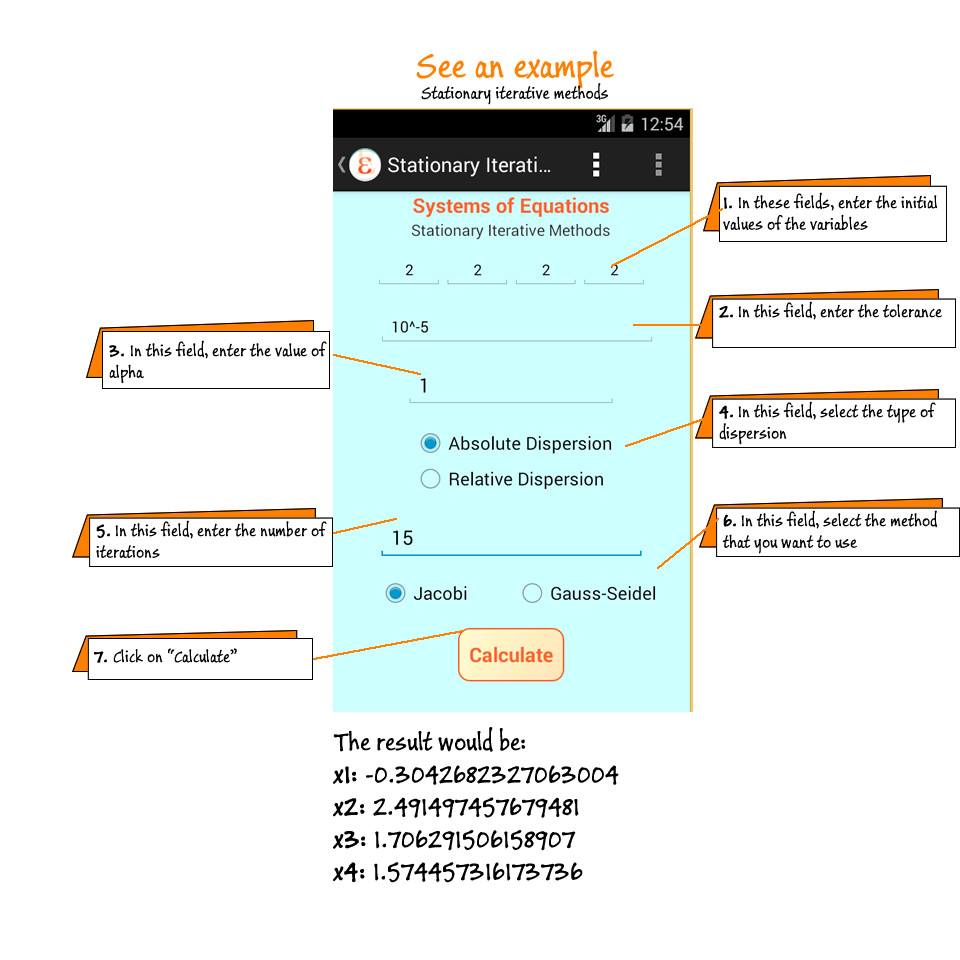 See an example
Stationary iterative methods
3G 12:54
ε Stationary Iterati...
Systems of Equations
Stationary Iterative Methods
1. In these fields, enter the initial
values of the variables
2 2 2 2
2. In this field, enter the tolerance
10^-5
3. In this field, enter the value of
alpha
1
4. In this field, select the type of
dispersion
Absolute Dispersion
Relative Dispersion
5. In this field, enter the number of
iterations
15
6. In this field, select the method
that you want to use
Jacobi Gauss-Seidel
7. Click on "Calculate"
Calculate
The result would be:
x1: -0.3042682327063004
x2: 2.491497457679481
x3: 1.706291506158907
x4: 1.574457316173736